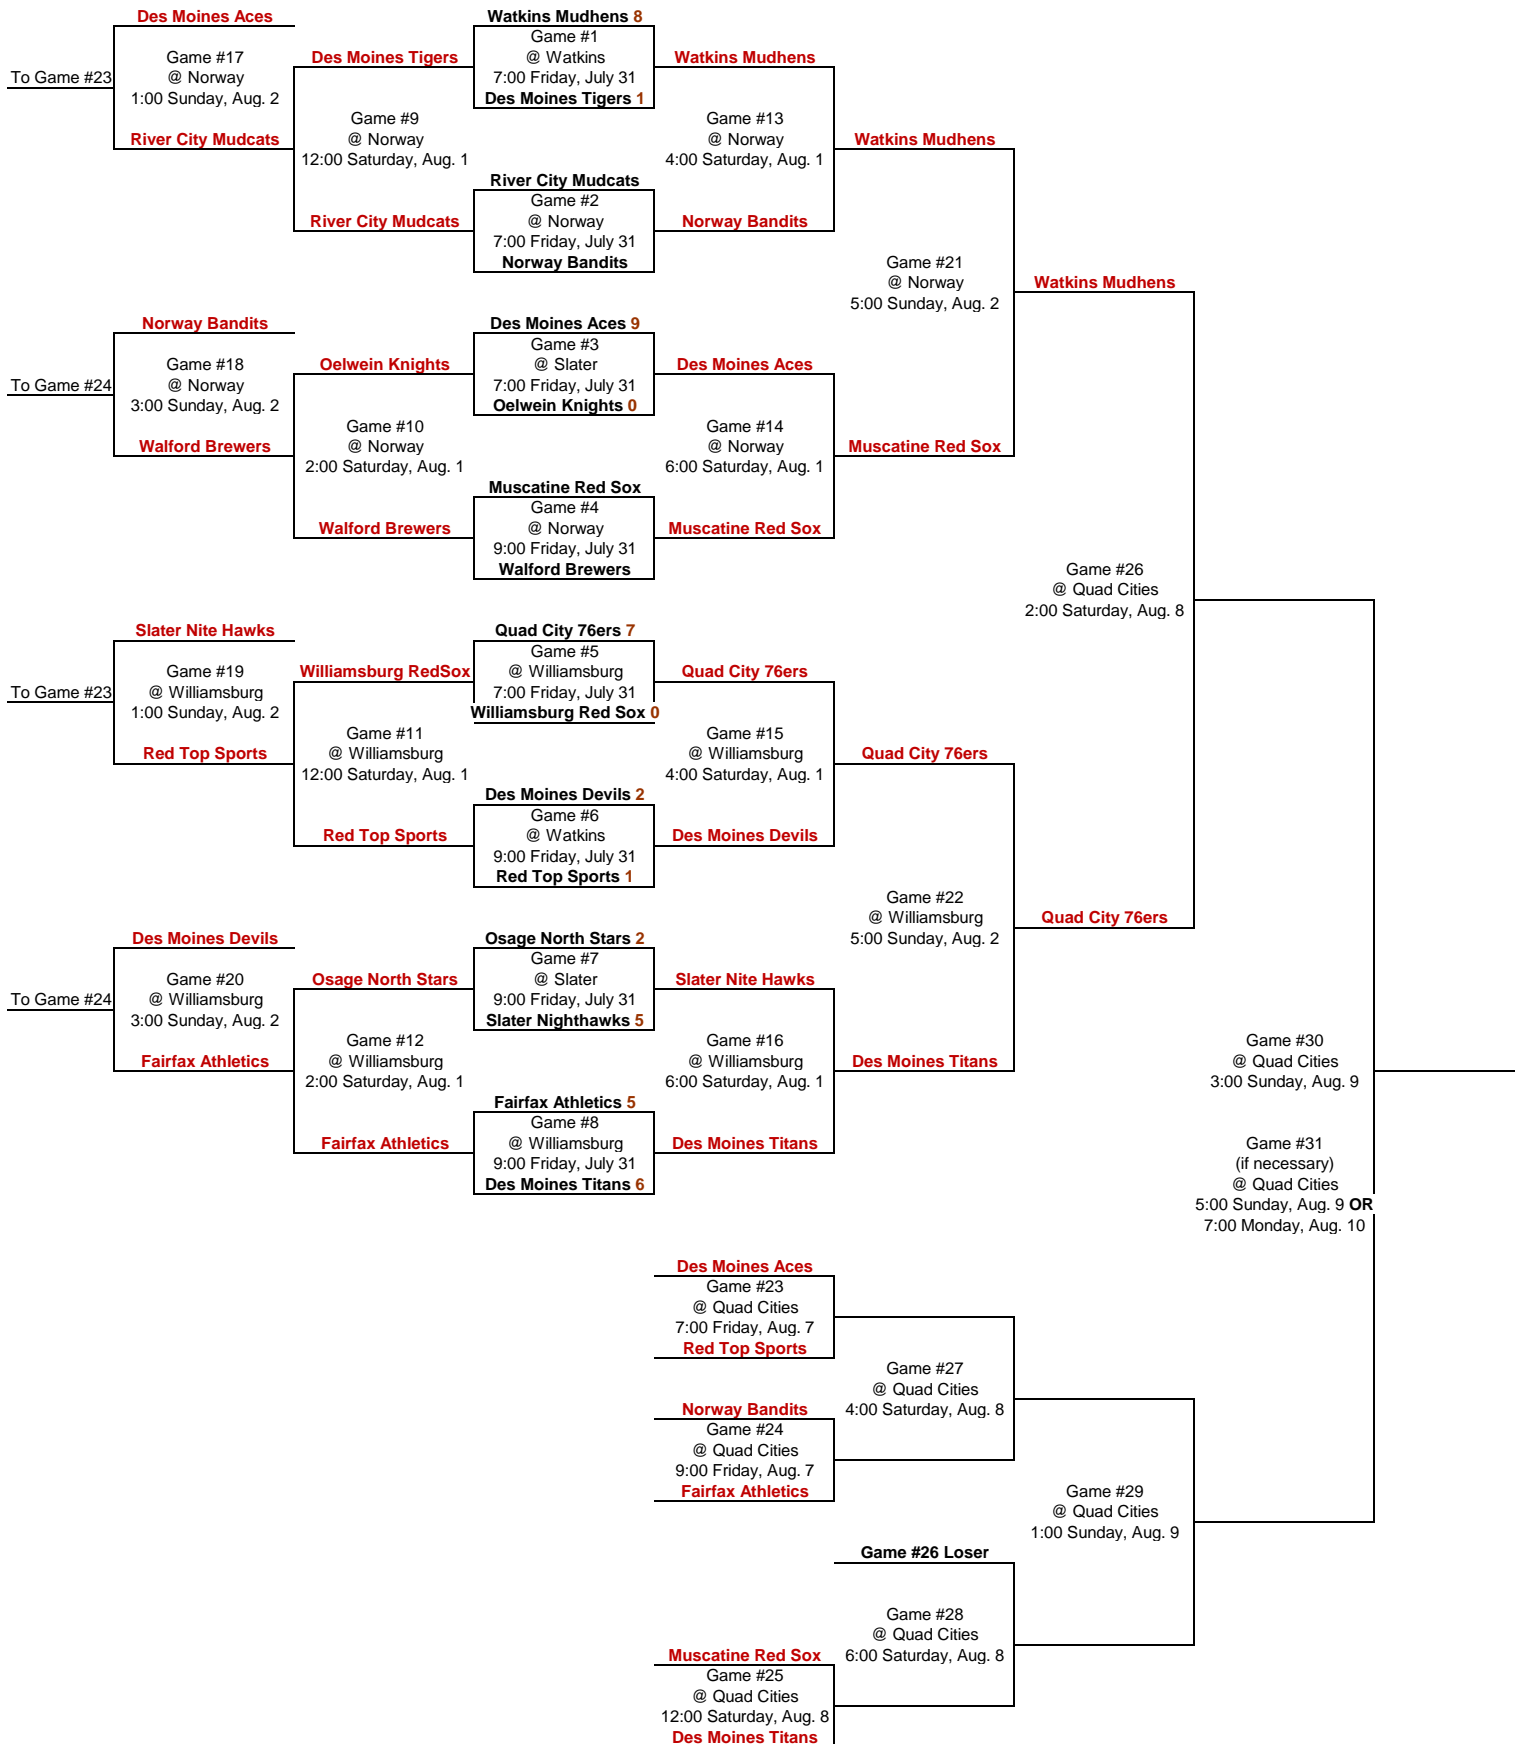 Des Moines Aces
Watkins Mudhens 8
Game #17
@ Norway
1:00 Sunday, Aug. 2
To Game #23
River City Mudcats
Des Moines Tigers
Game #9
@ Norway
12:00 Saturday, Aug. 1
River City Mudcats
Game #1
@ Watkins
7:00 Friday, July 31
Des Moines Tigers 1
River City Mudcats
Game #2
@ Norway
7:00 Friday, July 31
Norway Bandits
Watkins Mudhens
Game #13
@ Norway
4:00 Saturday, Aug. 1
Norway Bandits
Watkins Mudhens
Game #21
@ Norway
5:00 Sunday, Aug. 2
Watkins Mudhens
Norway Bandits
Game #18
@ Norway
3:00 Sunday, Aug. 2
To Game #24
Walford Brewers
Oelwein Knights
Game #10
@ Norway
2:00 Saturday, Aug. 1
Walford Brewers
Des Moines Aces 9
Game #3
@ Slater
7:00 Friday, July 31
Oelwein Knights 0
Muscatine Red Sox
Game #4
@ Norway
9:00 Friday, July 31
Walford Brewers
Des Moines Aces
Game #14
@ Norway
6:00 Saturday, Aug. 1
Muscatine Red Sox
Muscatine Red Sox
Game #26
@ Quad Cities
2:00 Saturday, Aug. 8
Slater Nite Hawks
Game #19
@ Williamsburg
1:00 Sunday, Aug. 2
To Game #23
Red Top Sports
Williamsburg RedSox
Game #11
@ Williamsburg
12:00 Saturday, Aug. 1
Red Top Sports
Quad City 76ers 7
Game #5
@ Williamsburg
7:00 Friday, July 31
Williamsburg Red Sox 0
Des Moines Devils 2
Game #6
@ Watkins
9:00 Friday, July 31
Red Top Sports 1
Quad City 76ers
Game #15
@ Williamsburg
4:00 Saturday, Aug. 1
Des Moines Devils
Quad City 76ers
Game #22
@ Williamsburg
5:00 Sunday, Aug. 2
Quad City 76ers
Des Moines Devils
Game #20
@ Williamsburg
3:00 Sunday, Aug. 2
To Game #24
Fairfax Athletics
Osage North Stars
Game #12
@ Williamsburg
2:00 Saturday, Aug. 1
Fairfax Athletics
Osage North Stars 2
Game #7
@ Slater
9:00 Friday, July 31
Slater Nighthawks 5
Fairfax Athletics 5
Game #8
@ Williamsburg
9:00 Friday, July 31
Des Moines Titans 6
Slater Nite Hawks
Game #16
@ Williamsburg
6:00 Saturday, Aug. 1
Des Moines Titans
Des Moines Titans
Game #30
@ Quad Cities
3:00 Sunday, Aug. 9
Game #31
(if necessary)
@ Quad Cities
5:00 Sunday, Aug. 9 OR
7:00 Monday, Aug. 10
Des Moines Aces
Game #23
@ Quad Cities
7:00 Friday, Aug. 7
Red Top Sports
Game #27
@ Quad Cities
4:00 Saturday, Aug. 8
Norway Bandits
Game #24
@ Quad Cities
9:00 Friday, Aug. 7
Fairfax Athletics
Game #29
@ Quad Cities
1:00 Sunday, Aug. 9
Game #26 Loser
Game #28
@ Quad Cities
6:00 Saturday, Aug. 8
Muscatine Red Sox
Game #25
@ Quad Cities
12:00 Saturday, Aug. 8
Des Moines Titans